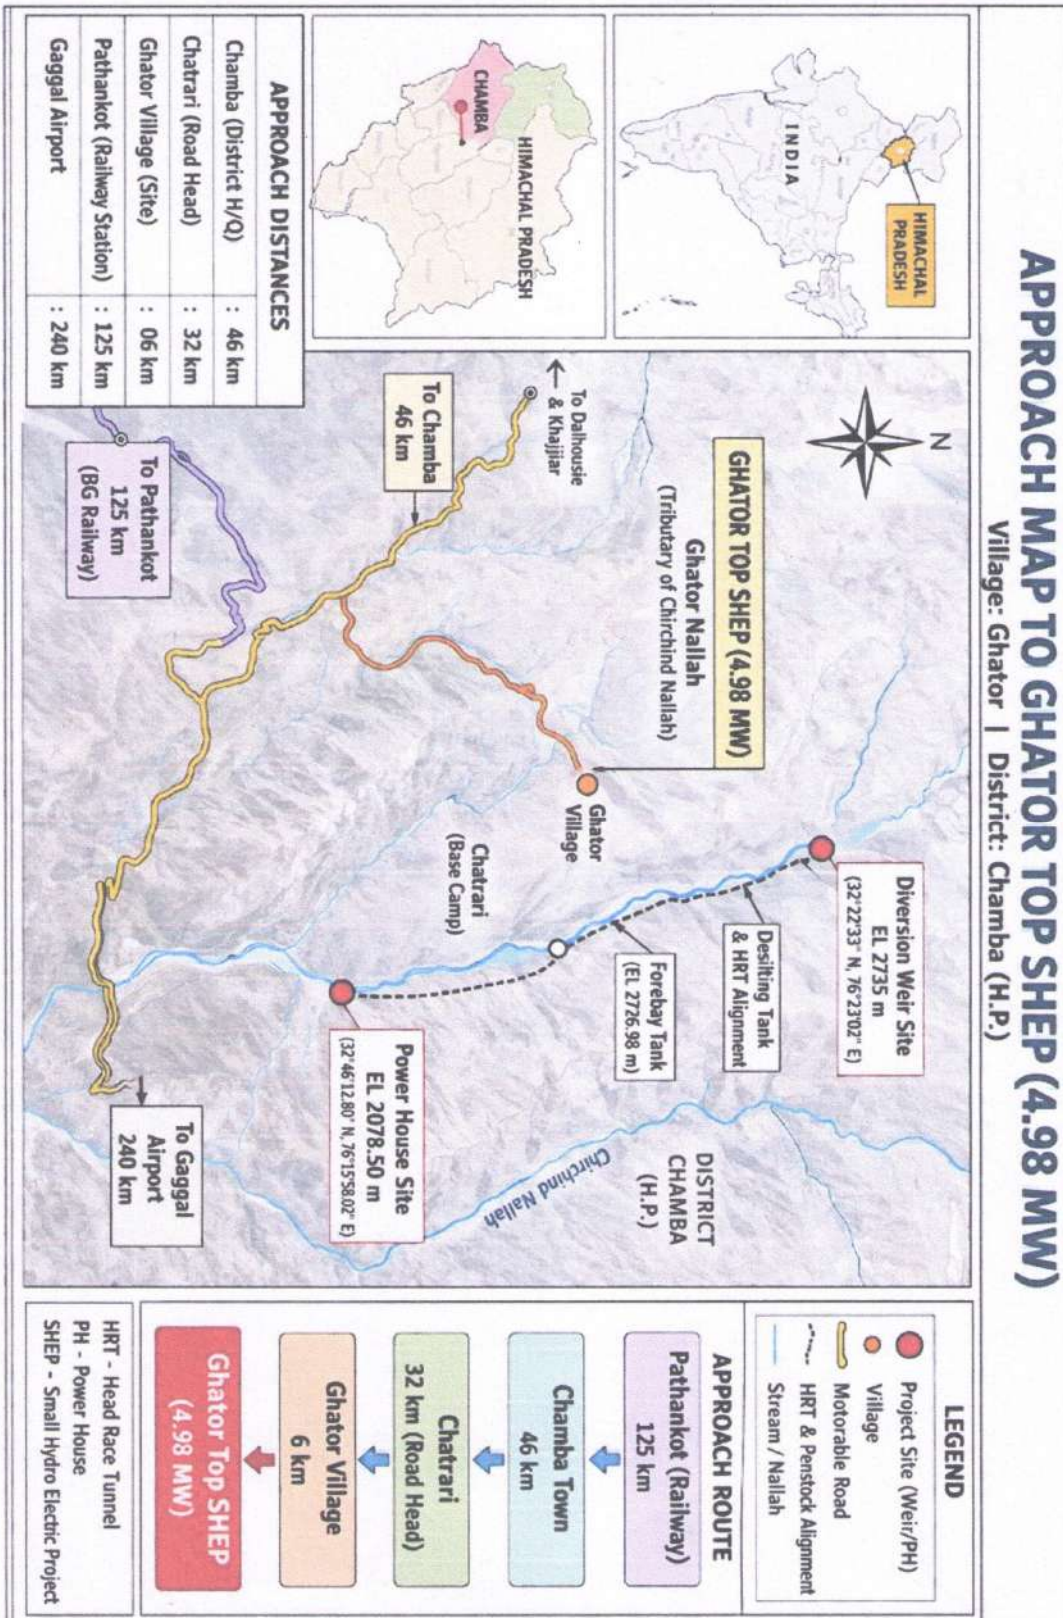 APPROACH MAP TO GHATOR TOP SHEP (4.98 MW)
Village: Ghator | District: Chamba (H.P.)
INDIA
HIMACHAL
PRADESH
CHAMBA
HIMACHAL PRADESH
APPROACH DISTANCES
Chamba (District H/Q) : 46 km
Chatrari (Road Head) : 32 km
Ghator Village (Site) : 06 km
Pathankot (Railway Station) : 125 km
Gaggal Airport : 240 km
N
To Dalhousie
& Khajjiar
GHATOR TOP SHEP (4.98 MW)
Ghator Nallah
(Tributary of Chirchind Nallah)
To Chamba
46 km
To Pathankot
125 km
(BG Railway)
Ghator
Village
Chatrari
(Base Camp)
Diversion Weir Site
EL 2735 m
(32°22'33" N, 76°23'02" E)
Desilting Tank
& HRT Alignment
Forebay Tank
(EL 2726.98 m)
Power House Site
EL 2078.50 m
(32°46'12.80" N, 76°15'58.02" E)
DISTRICT
CHAMBA
(H.P.)
Chirchind Nallah
To Gaggal
Airport
240 km
LEGEND
Project Site (Weir/PH)
Village
Motorable Road
HRT & Penstock Alignment
Stream / Nallah
APPROACH ROUTE
Pathankot (Railway)
125 km
Chamba Town
46 km
Chatrari
32 km (Road Head)
Ghator Village
6 km
Ghator Top SHEP
(4.98 MW)
HRT - Head Race Tunnel
PH - Power House
SHEP - Small Hydro Electric Project